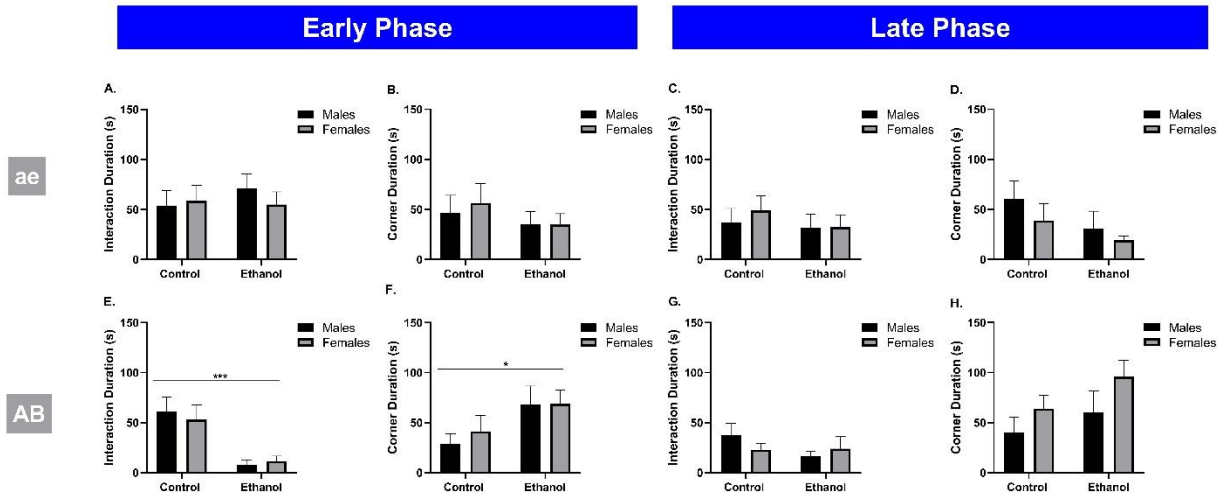 Early Phase
Late Phase
ae
A.
Interaction Duration (s)
150
100
50
0
Control
Ethanol
Males
Females
B.
Corner Duration (s)
150
100
50
0
Control
Ethanol
Males
Females
C.
Interaction Duration (s)
150
100
50
0
Control
Ethanol
Males
Females
D.
Corner Duration (s)
150
100
50
0
Control
Ethanol
Males
Females
AB
E.
Interaction Duration (s)
150
100
50
0
***
Control
Ethanol
Males
Females
F.
Corner Duration (s)
150
100
50
0
*
Control
Ethanol
Males
Females
G.
Interaction Duration (s)
150
100
50
0
Control
Ethanol
Males
Females
H.
Corner Duration (s)
150
100
50
0
Control
Ethanol
Males
Females